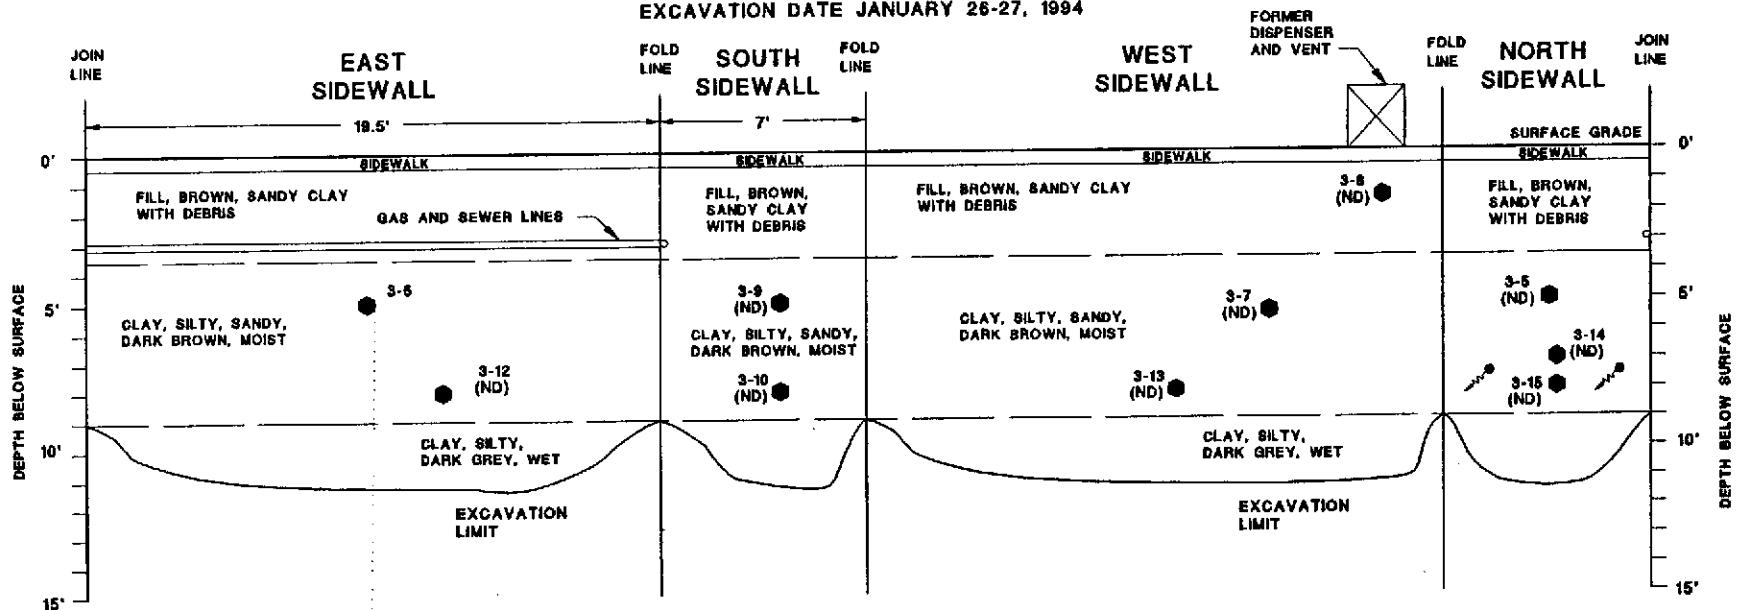 EXCAVATION DATE JANUARY 26-27, 1994
JOIN
LINE
EAST
SIDEWALL
FOLD
LINE
SOUTH
SIDEWALL
FOLD
LINE
WEST
SIDEWALL
FORMER
DISPENSER
AND VENT
FOLD
LINE
NORTH
SIDEWALL
JOIN
LINE
19.5'
7'
SURFACE GRADE
0'
SIDEWALK
SIDEWALK
SIDEWALK
SIDEWALK
0'
FILL, BROWN, SANDY CLAY
WITH DEBRIS
GAS AND SEWER LINES
FILL, BROWN,
SANDY CLAY
WITH DEBRIS
FILL, BROWN, SANDY CLAY
WITH DEBRIS
3-8
(ND)
FILL, BROWN,
SANDY CLAY
WITH DEBRIS
5'
3-6
CLAY, SILTY, SANDY,
DARK BROWN, MOIST
3-12
(ND)
3-9
(ND)
CLAY, SILTY, SANDY,
DARK BROWN, MOIST
3-10
(ND)
CLAY, SILTY, SANDY,
DARK BROWN, MOIST
3-7
(ND)
3-13
(ND)
3-5
(ND)
3-14
(ND)
3-15
(ND)
5'
DEPTH BELOW SURFACE
DEPTH BELOW SURFACE
10'
CLAY, SILTY,
DARK GREY, WET
CLAY, SILTY,
DARK GREY, WET
10'
EXCAVATION
LIMIT
EXCAVATION
LIMIT
15'
15'